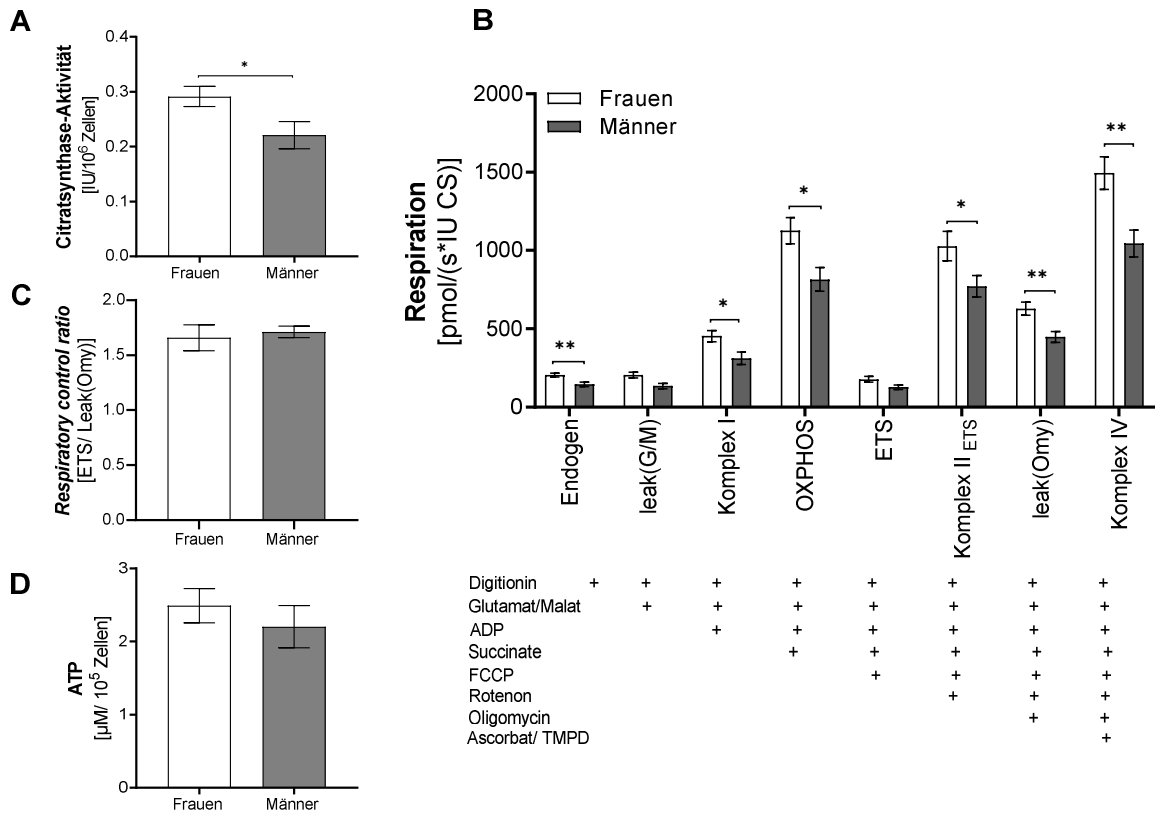 A
Citratsynthase-Aktivität
[IU/10⁶ Zellen]
0.4
0.3
0.2
0.1
0.0
*
Frauen
Männer
B
Respiration
[pmol/(s*IU CS)]
2000
1500
1000
500
0
Frauen
Männer
**
*
*
*
**
**
Endogen
leak(G/M)
Komplex I
OXPHOS
ETS
Komplex II ETS
leak(Omy)
Komplex IV
Digitionin + + + + + + + +
Glutamat/Malat + + + + + + +
ADP + + + + + +
Succinate + + + + +
FCCP + + + +
Rotenon + + +
Oligomycin + +
Ascorbat/ TMPD +
C
Respiratory control ratio
[ETS/ Leak(Omy)]
2.0
1.5
1.0
0.5
0.0
Frauen
Männer
D
ATP
[µM/ 10⁵ Zellen]
3
2
1
0
Frauen
Männer